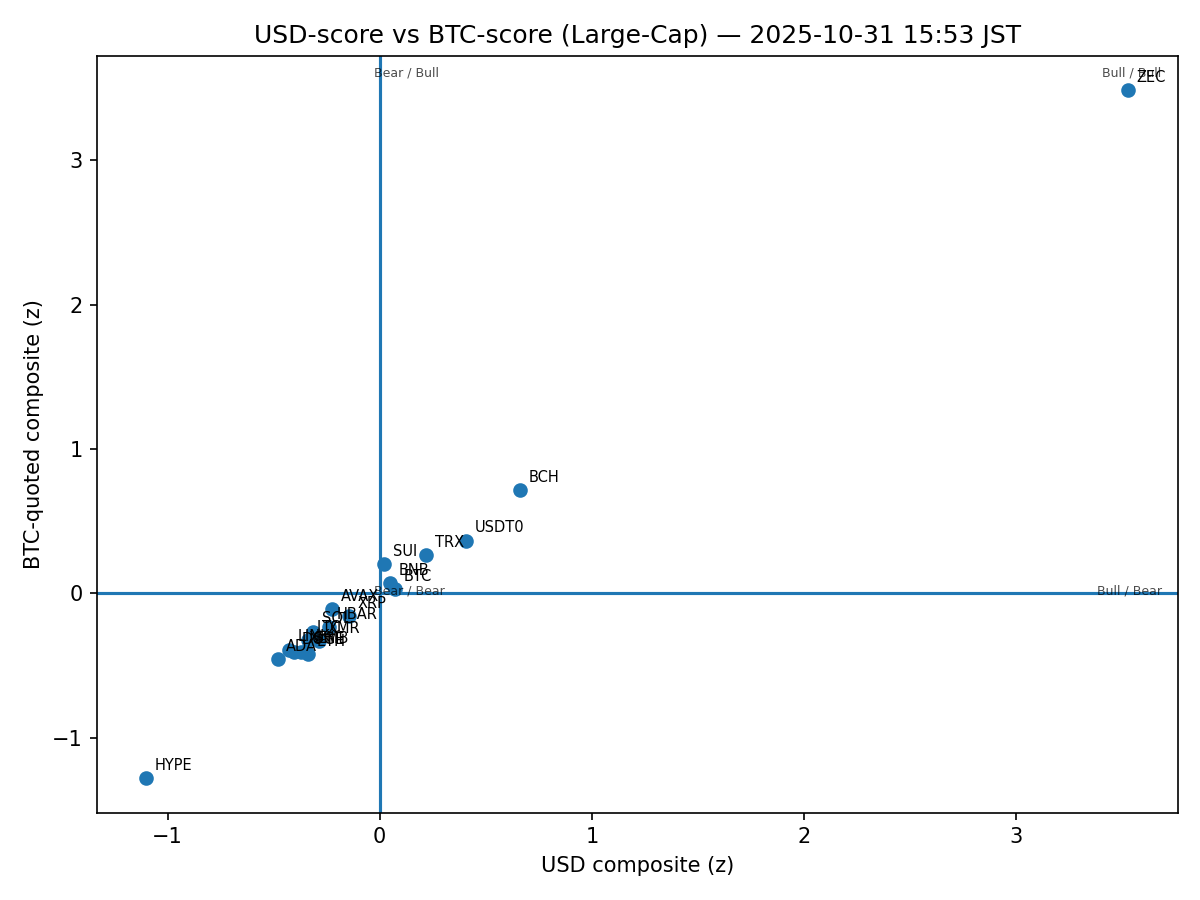 USD-score vs BTC-score (Large-Cap) — 2025-10-31 15:53 JST
Bear / Bull
Bull / Bull
ZEC
3
2
1
0
−1
BTC-quoted composite (z)
BCH
USDT0
TRX
SUI
BNB
BTC
Bear / Bear
Bull / Bear
AVAX
XRP
HBAR
XMR
ADA
HYPE
−1
0
1
2
3
USD composite (z)